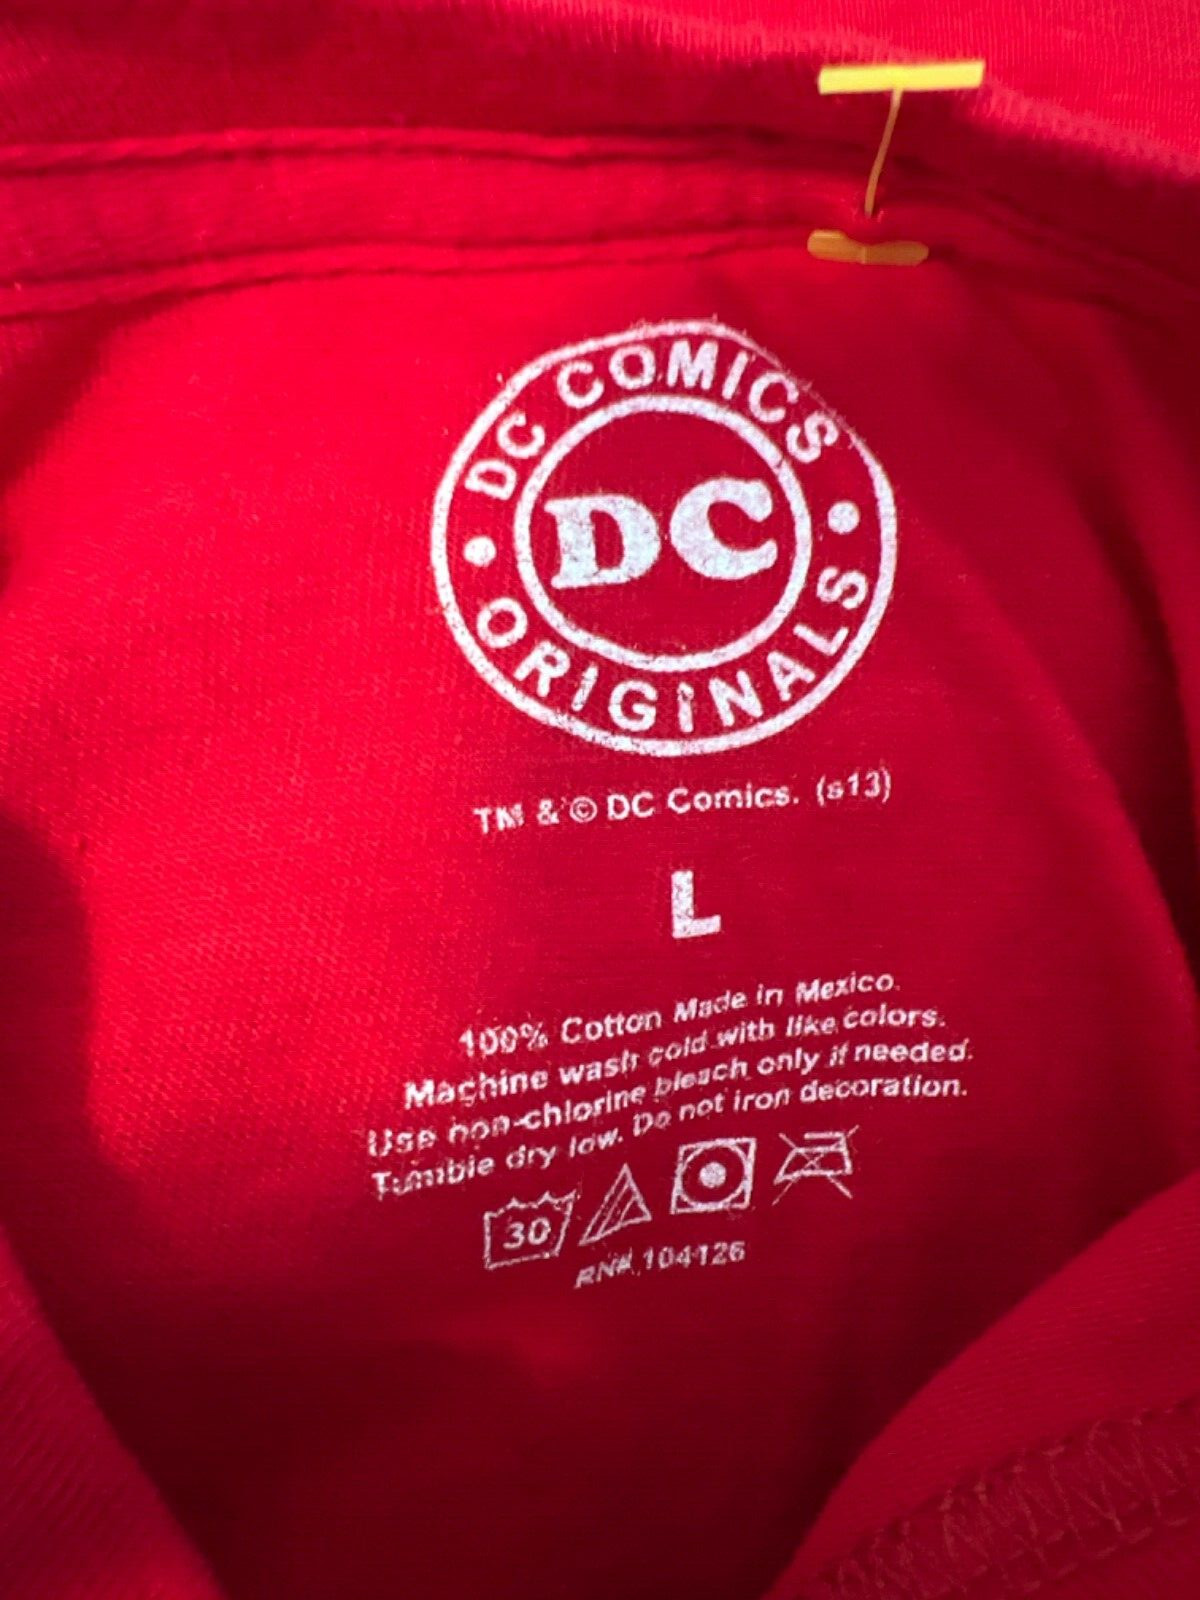 DC COMICS
DC
ORIGINALS
TM & © DC Comics. (s13)
L
100% Cotton Made in Mexico.
Machine wash cold with like colors.
Use non-chlorine bleach only if needed.
Tumble dry low. Do not iron decoration.
30
RN# 104126